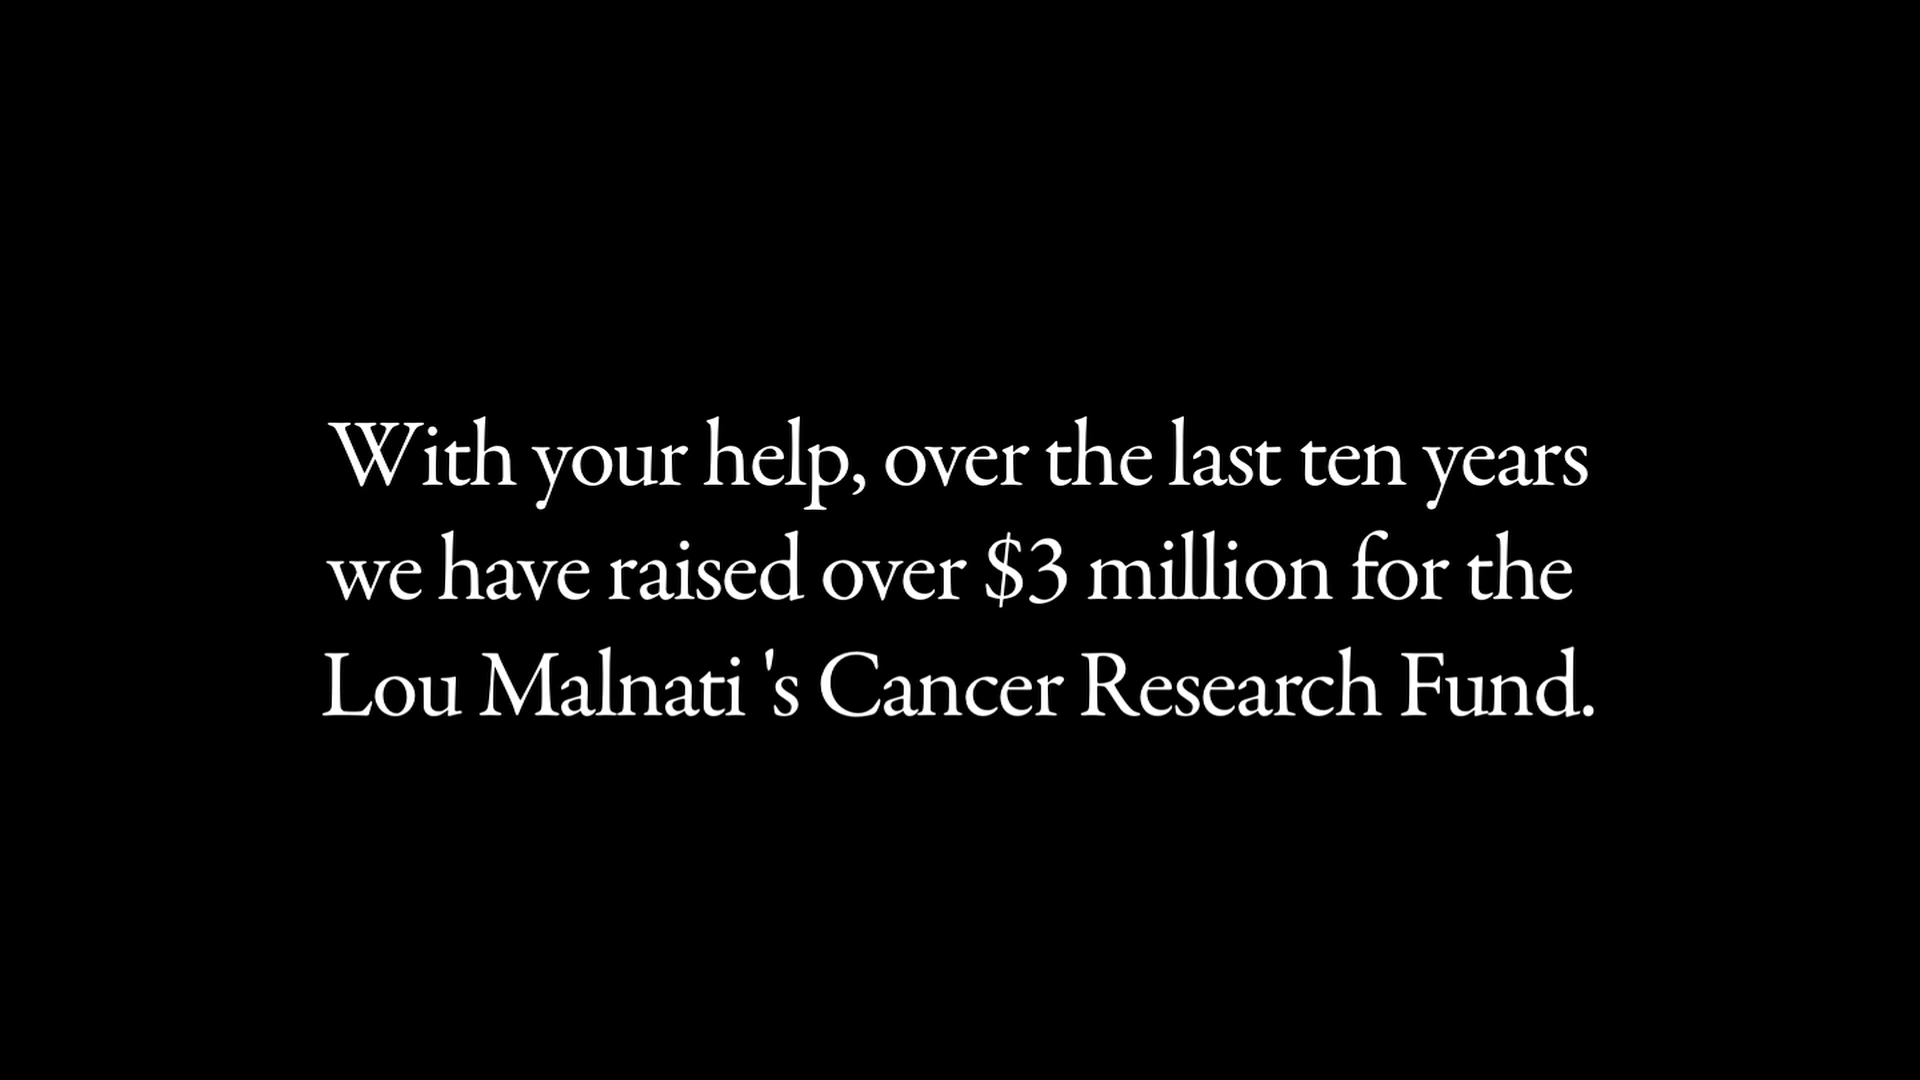 With your help, over the last ten years
we have raised over $3 million for the
Lou Malnati 's Cancer Research Fund.